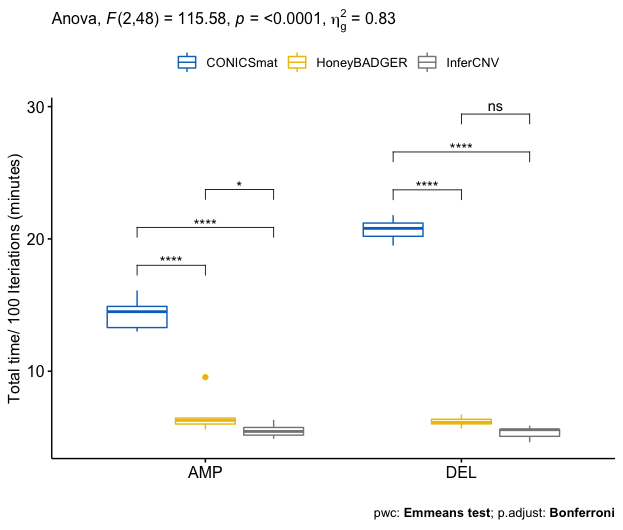 Anova, F(2,48) = 115.58, p = <0.0001, η²g = 0.83
CONICSmat HoneyBADGER InferCNV
Total time/ 100 Iteriations (minutes)
30
20
10
ns
****
****
*
****
****
AMP DEL
pwc: Emmeans test; p.adjust: Bonferroni